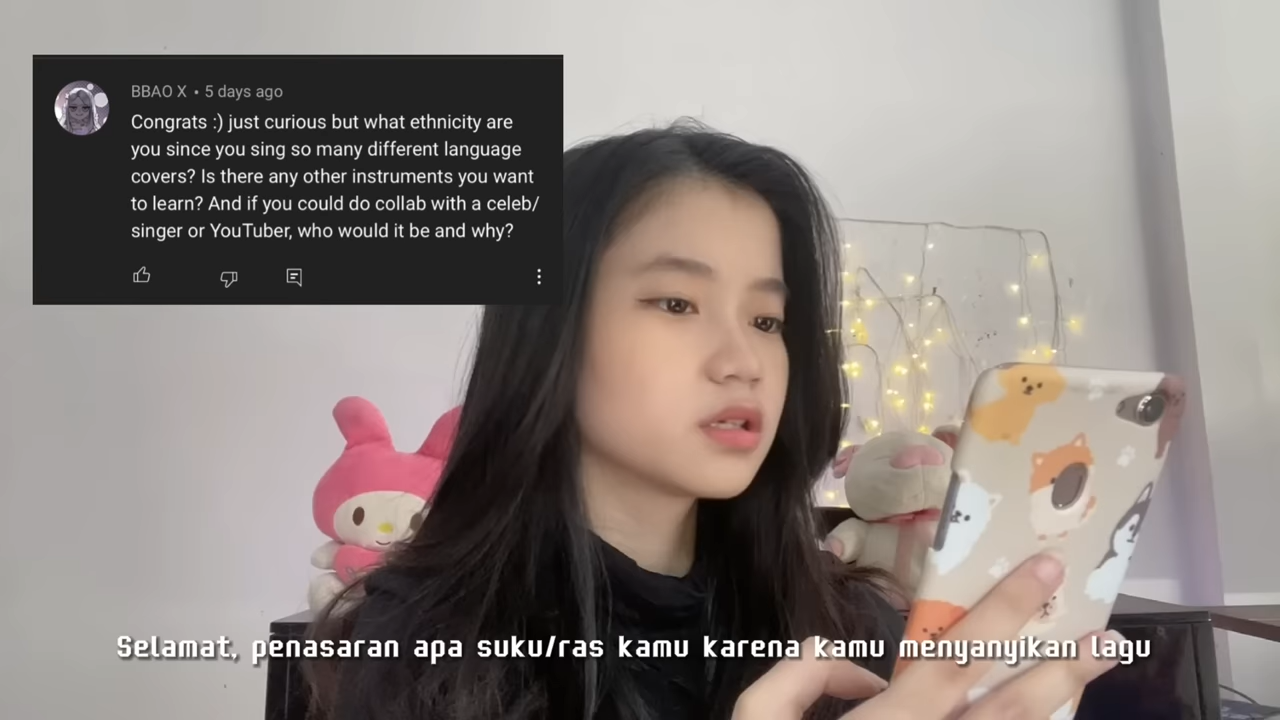 BBAO X • 5 days ago
Congrats :) just curious but what ethnicity are
you since you sing so many different language
covers? Is there any other instruments you want
to learn? And if you could do collab with a celeb/
singer or YouTuber, who would it be and why?
Selamat, penasaran apa suku/ras kamu karena kamu menyanyikan lagu